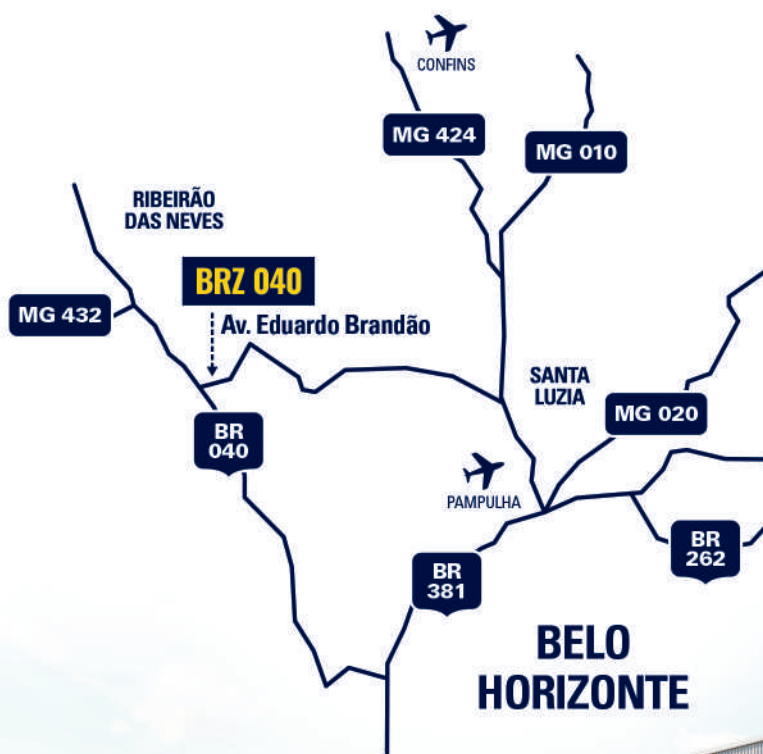 CONFINS
MG 424
MG 010
RIBEIRÃO
DAS NEVES
BRZ 040
MG 432
Av. Eduardo Brandão
SANTA
LUZIA
MG 020
BR
040
PAMPULHA
BR
262
BR
381
BELO
HORIZONTE